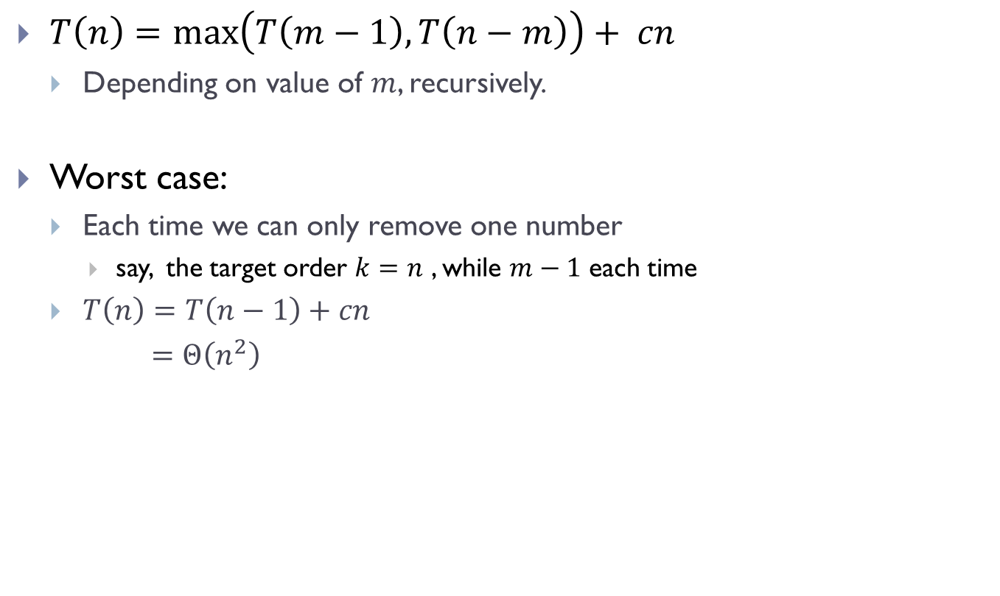 T(n) = max(T(m − 1), T(n − m)) + cn
Depending on value of m, recursively.
Worst case:
Each time we can only remove one number
say, the target order k = n , while m − 1 each time
T(n) = T(n − 1) + cn
= Θ(n²)